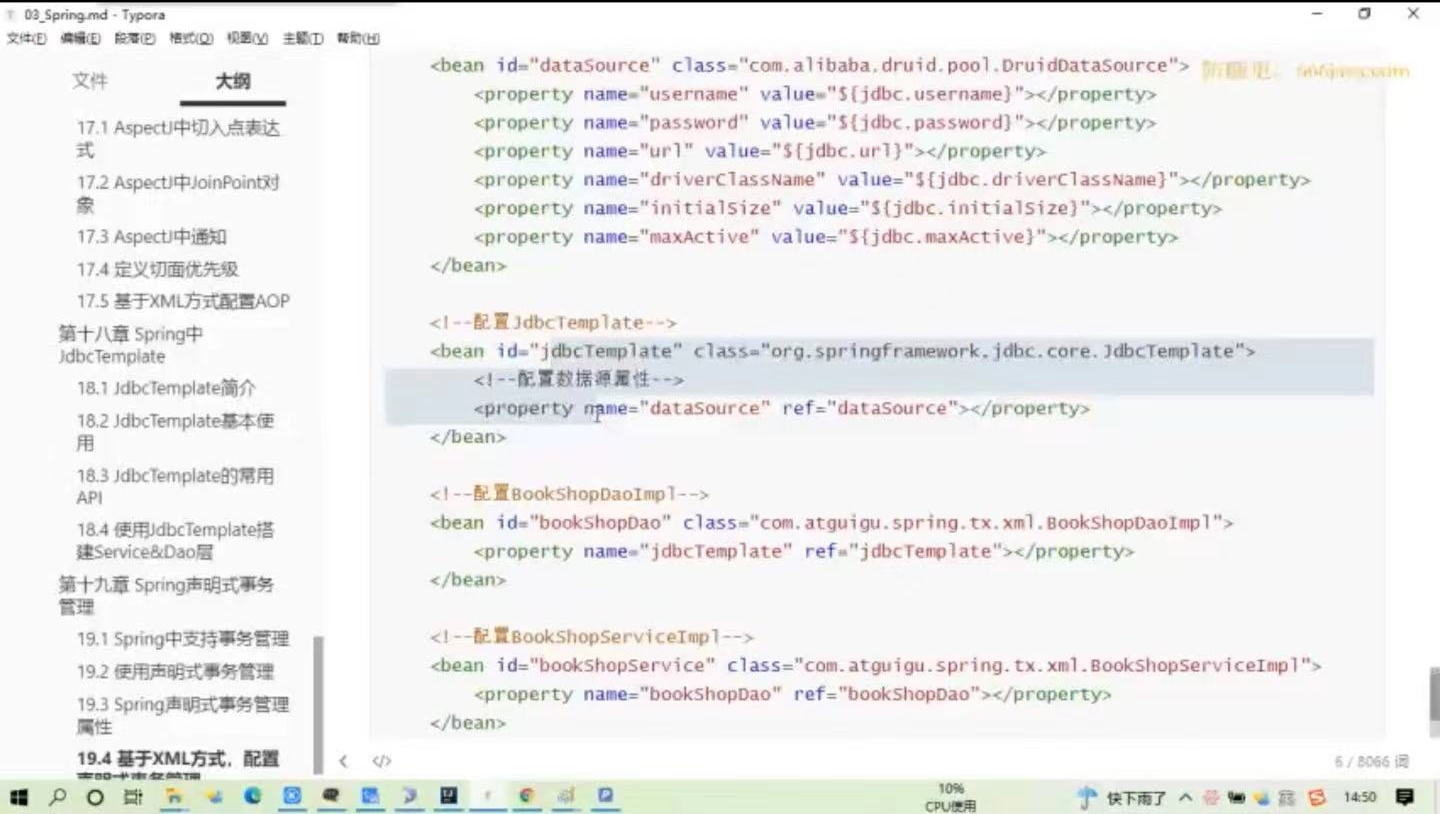 03_Spring.md - Typora
文件(F) 编辑(E) 段落(P) 格式(O) 视图(V) 主题(T) 帮助(H)
文件 大纲
17.1 AspectJ中切入点表达
式
17.2 AspectJ中JoinPoint对
象
17.3 AspectJ中通知
17.4 定义切面优先级
17.5 基于XML方式配置AOP
第十八章 Spring中
JdbcTemplate
18.1 JdbcTemplate简介
18.2 JdbcTemplate基本使
用
18.3 JdbcTemplate的常用
API
18.4 使用JdbcTemplate搭
建Service&Dao层
第十九章 Spring声明式事务
管理
19.1 Spring中支持事务管理
19.2 使用声明式事务管理
19.3 Spring声明式事务管理
属性
19.4 基于XML方式，配置
声明式事务管理
<bean id="dataSource" class="com.alibaba.druid.pool.DruidDataSource">
<property name="username" value="${jdbc.username}"></property>
<property name="password" value="${jdbc.password}"></property>
<property name="url" value="${jdbc.url}"></property>
<property name="driverClassName" value="${jdbc.driverClassName}"></property>
<property name="initialSize" value="${jdbc.initialSize}"></property>
<property name="maxActive" value="${jdbc.maxActive}"></property>
</bean>
<!--配置JdbcTemplate-->
<bean id="jdbcTemplate" class="org.springframework.jdbc.core.JdbcTemplate">
<!--配置数据源属性-->
<property name="dataSource" ref="dataSource"></property>
</bean>
<!--配置BookShopDaoImpl-->
<bean id="bookShopDao" class="com.atguigu.spring.tx.xml.BookShopDaoImpl">
<property name="jdbcTemplate" ref="jdbcTemplate"></property>
</bean>
<!--配置BookShopServiceImpl-->
<bean id="bookShopService" class="com.atguigu.spring.tx.xml.BookShopServiceImpl">
<property name="bookShopDao" ref="bookShopDao"></property>
</bean>
6 / 8066 词
10%
CPU使用
快下雨了
14:50